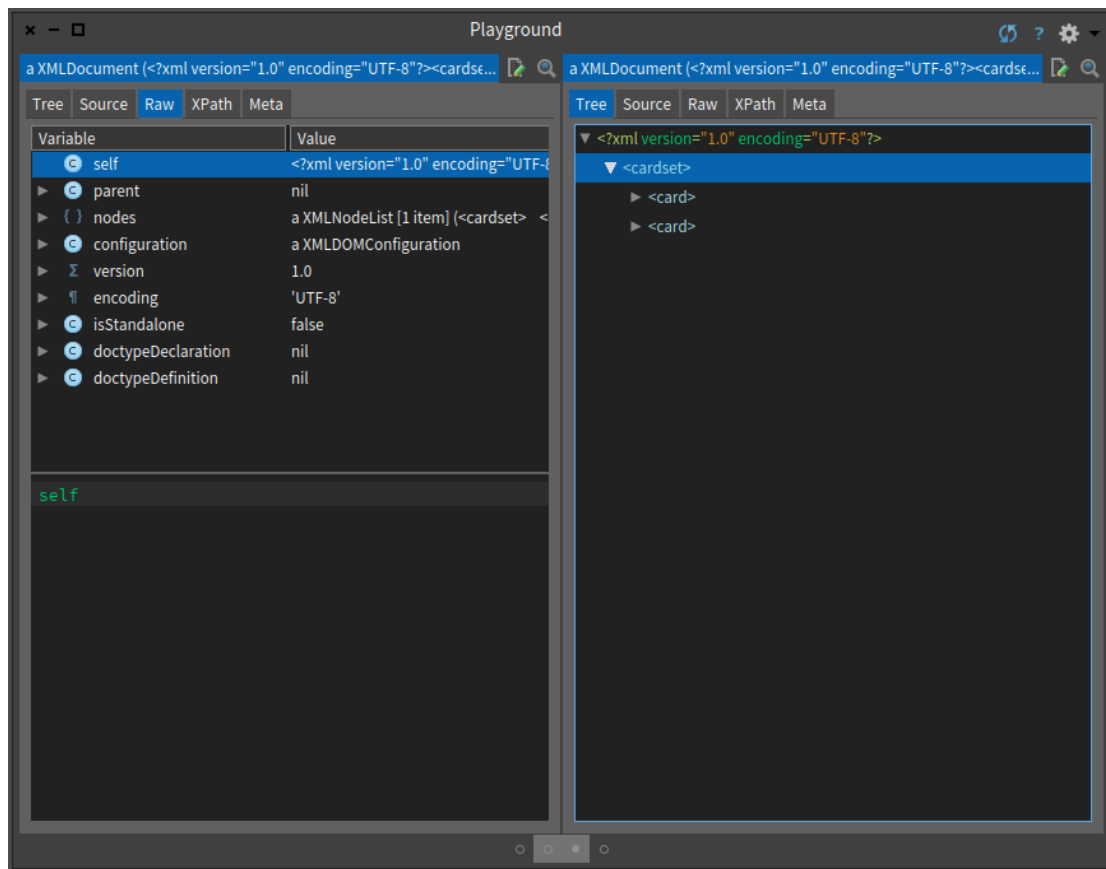 Playground
?
a XMLDocument (<?xml version="1.0" encoding="UTF-8"?><cardse...
Tree Source Raw XPath Meta
Variable Value
self <?xml version="1.0" encoding="UTF-8
parent nil
{ } nodes a XMLNodeList [1 item] (<cardset> <
configuration a XMLDOMConfiguration
Σ version 1.0
¶ encoding 'UTF-8'
isStandalone false
doctypeDeclaration nil
doctypeDefinition nil
self
a XMLDocument (<?xml version="1.0" encoding="UTF-8"?><cardse...
Tree Source Raw XPath Meta
<?xml version="1.0" encoding="UTF-8"?>
<cardset>
<card>
<card>